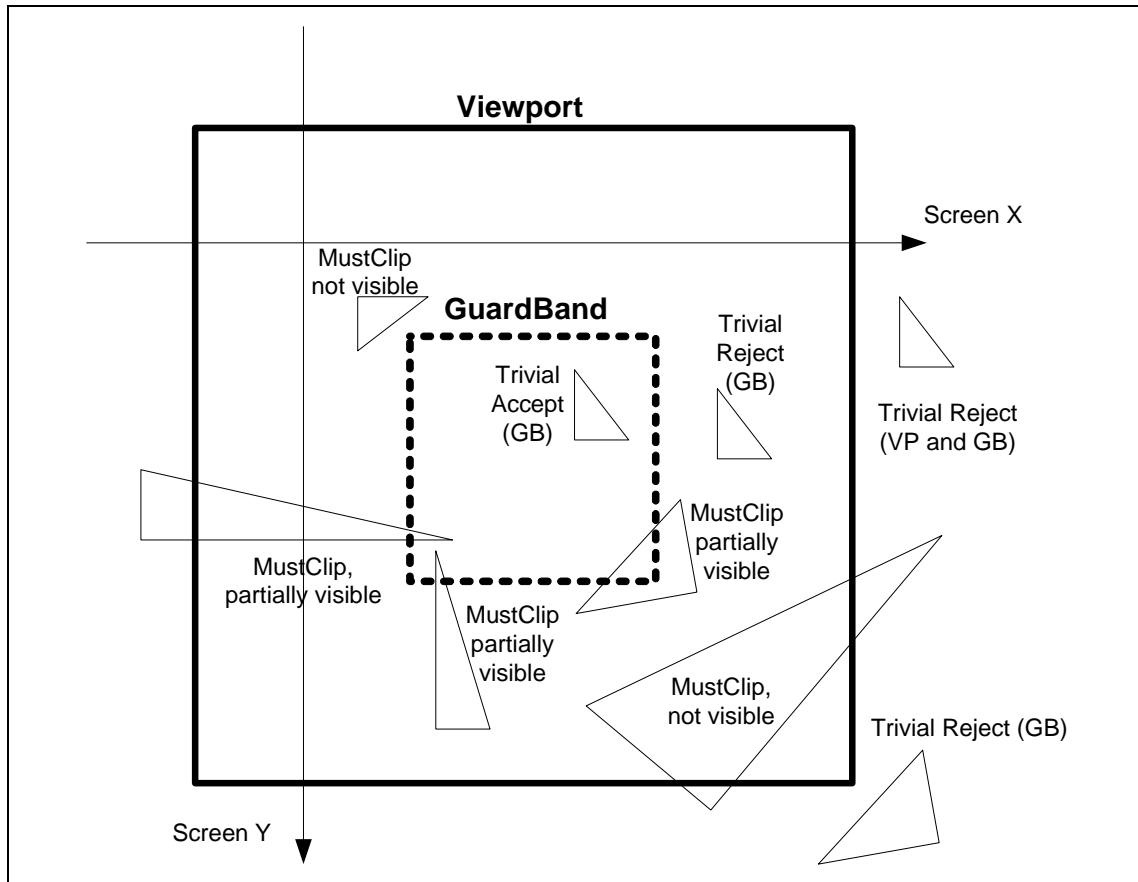 Viewport
Screen X
MustClip
not visible
GuardBand
Trivial
Reject
(GB)
Trivial
Accept
(GB)
Trivial Reject
(VP and GB)
MustClip
partially
visible
MustClip,
partially visible
MustClip
partially
visible
MustClip,
not visible
Trivial Reject (GB)
Screen Y